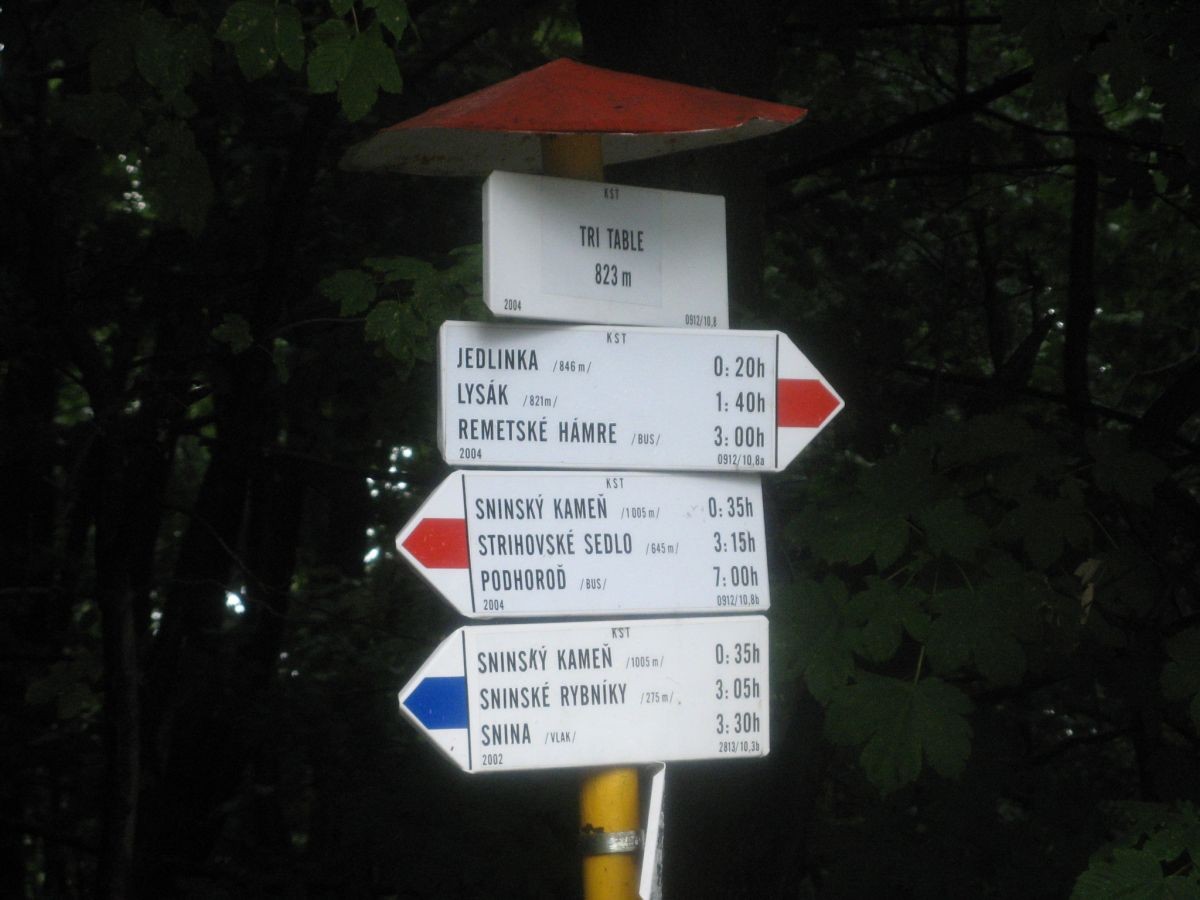 KST
TRI TABLE
823 m
2004 0912/10,8
KST
JEDLINKA /846 m/ 0:20h
LYSÁK /821m/ 1:40h
REMETSKÉ HÁMRE /BUS/ 3:00h
2004 0912/10,8a
KST
SNINSKÝ KAMEŇ /1005 m/ 0:35h
STRIHOVSKÉ SEDLO /645 m/ 3:15h
PODHOROĎ /BUS/ 7:00h
2004 0912/10,8b
KST
SNINSKÝ KAMEŇ /1005 m/ 0:35h
SNINSKÉ RYBNÍKY /275 m/ 3:05h
SNINA /VLAK/ 3:30h
2002 2813/10,3b